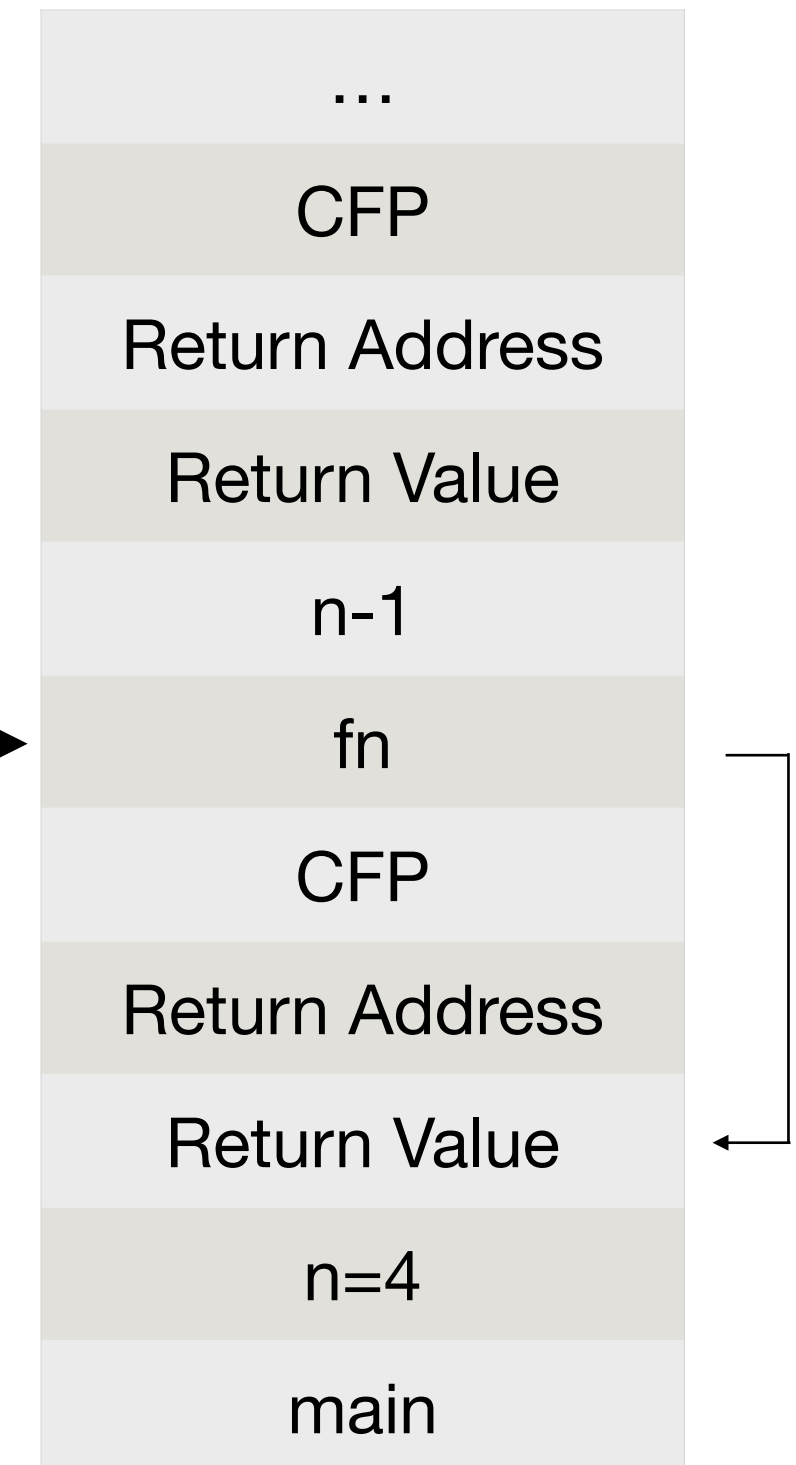 ...
CFP
Return Address
Return Value
n-1
fn
CFP
Return Address
Return Value
n=4
main